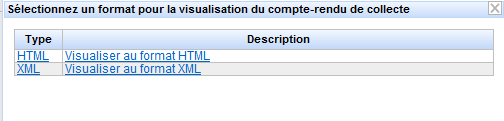 Sélectionnez un format pour la visualisation du compte-rendu de collecte
Type Description
HTML Visualiser au format HTML
XML Visualiser au format XML